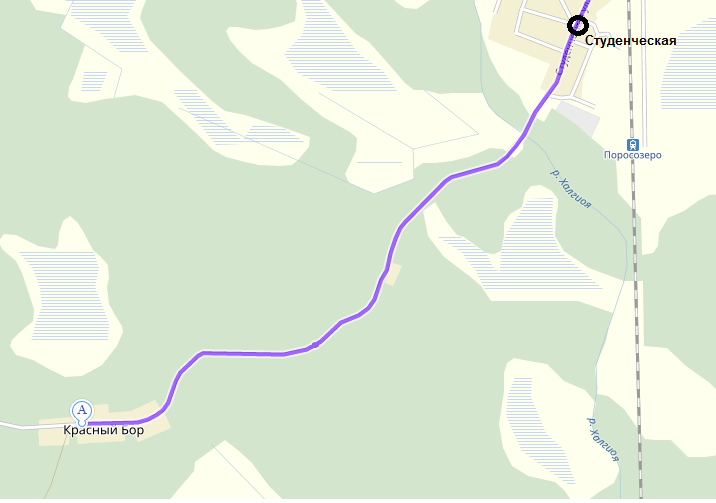 Студенческая
Поросозеро
р. Халгиоя
А
Красный Бор
р. Халгиоя